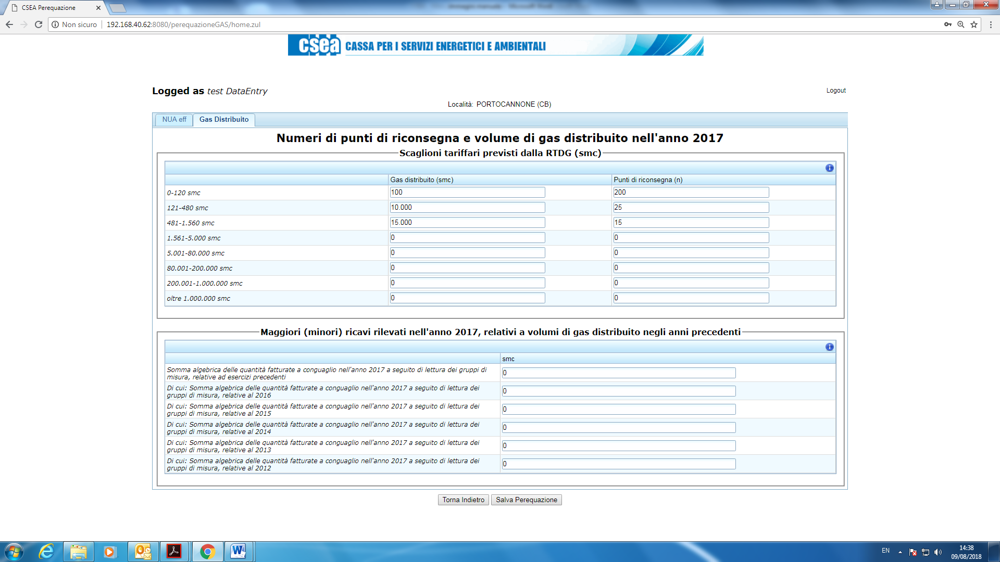 CSEA Perequazione
Non sicuro 192.168.40.62:8080/perequazioneGAS/home.zul
csea CASSA PER I SERVIZI ENERGETICI E AMBIENTALI
Logged as test DataEntry
Logout
Località: PORTOCANNONE (CB)
NUA eff Gas Distribuito
Numeri di punti di riconsegna e volume di gas distribuito nell'anno 2017
Scaglioni tariffari previsti dalla RTDG (smc)
Gas distribuito (smc) Punti di riconsegna (n)
0-120 smc 100 200
121-480 smc 10.000 25
481-1.560 smc 15.000 15
1.561-5.000 smc 0 0
5.001-80.000 smc 0 0
80.001-200.000 smc 0 0
200.001-1.000.000 smc 0 0
oltre 1.000.000 smc 0 0
Maggiori (minori) ricavi rilevati nell'anno 2017, relativi a volumi di gas distribuito negli anni precedenti
smc
Somma algebrica delle quantità fatturate a conguaglio nell'anno 2017 a seguito di lettura dei gruppi di
misura, relative ad esercizi precedenti
0
Di cui: Somma algebrica delle quantità fatturate a conguaglio nell'anno 2017 a seguito di lettura dei
gruppi di misura, relative al 2016
0
Di cui: Somma algebrica delle quantità fatturate a conguaglio nell'anno 2017 a seguito di lettura dei
gruppi di misura, relative al 2015
0
Di cui: Somma algebrica delle quantità fatturate a conguaglio nell'anno 2017 a seguito di lettura dei
gruppi di misura, relative al 2014
0
Di cui: Somma algebrica delle quantità fatturate a conguaglio nell'anno 2017 a seguito di lettura dei
gruppi di misura, relative al 2013
0
Di cui: Somma algebrica delle quantità fatturate a conguaglio nell'anno 2017 a seguito di lettura dei
gruppi di misura, relative al 2012
0
Torna Indietro Salva Perequazione
EN
14:38
09/08/2018